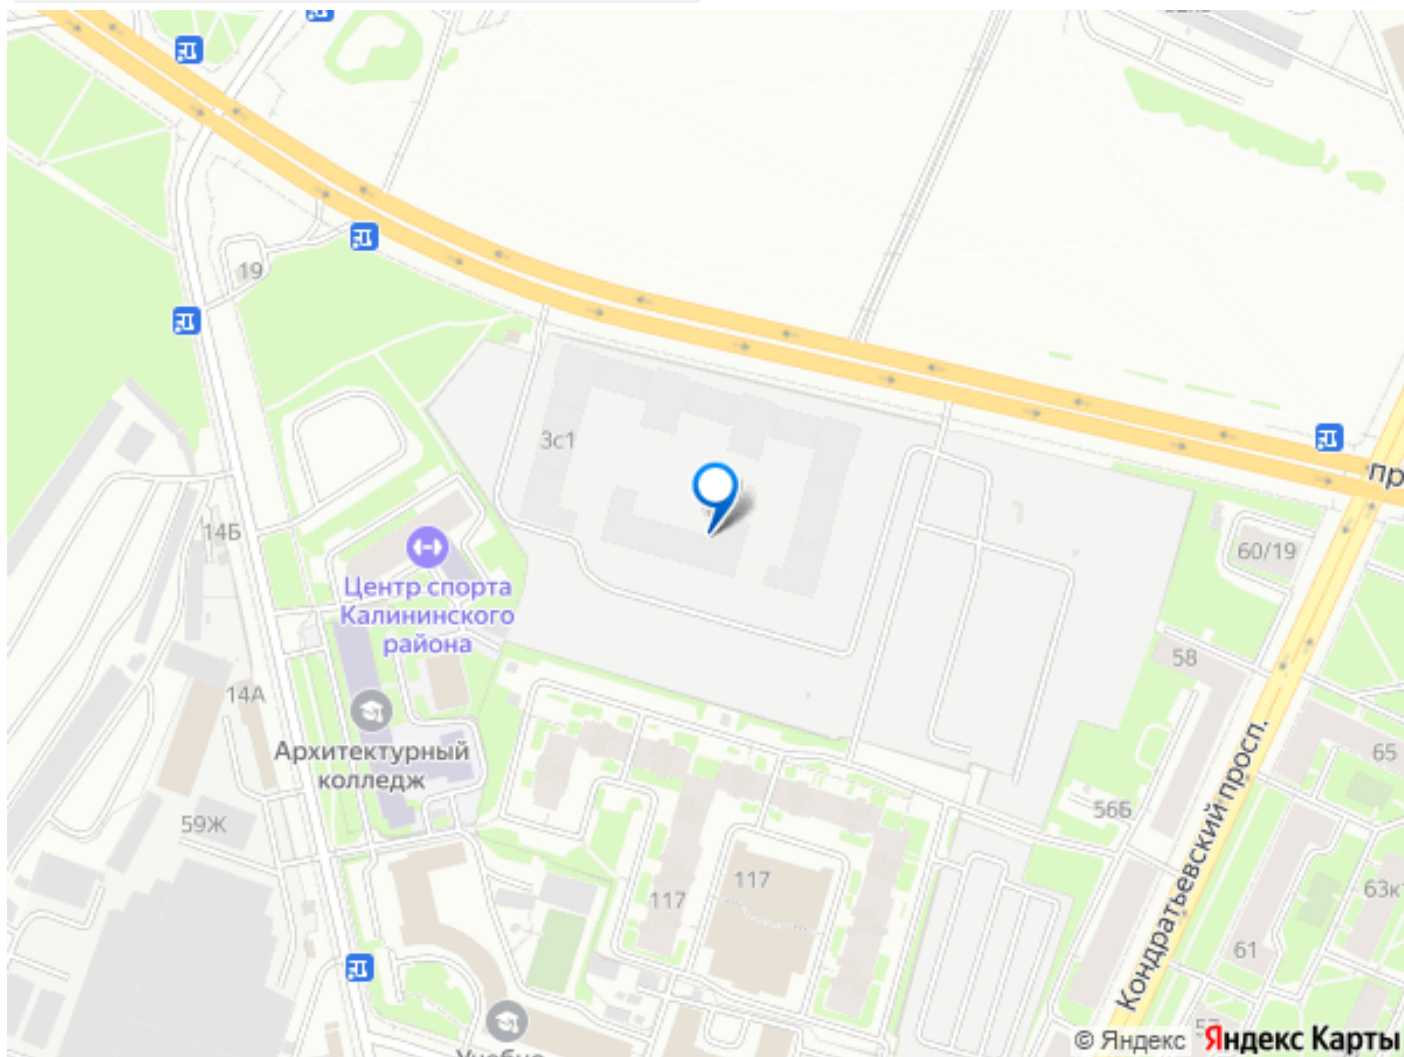 19
3с1
пр
14Б
60/19
Центр спорта
Калининского
района
58
14А
Архитектурный
колледж
65
56Б
59Ж
Кондратьевский просп.
117
117
63к
61
© Яндекс Яндекс Карты